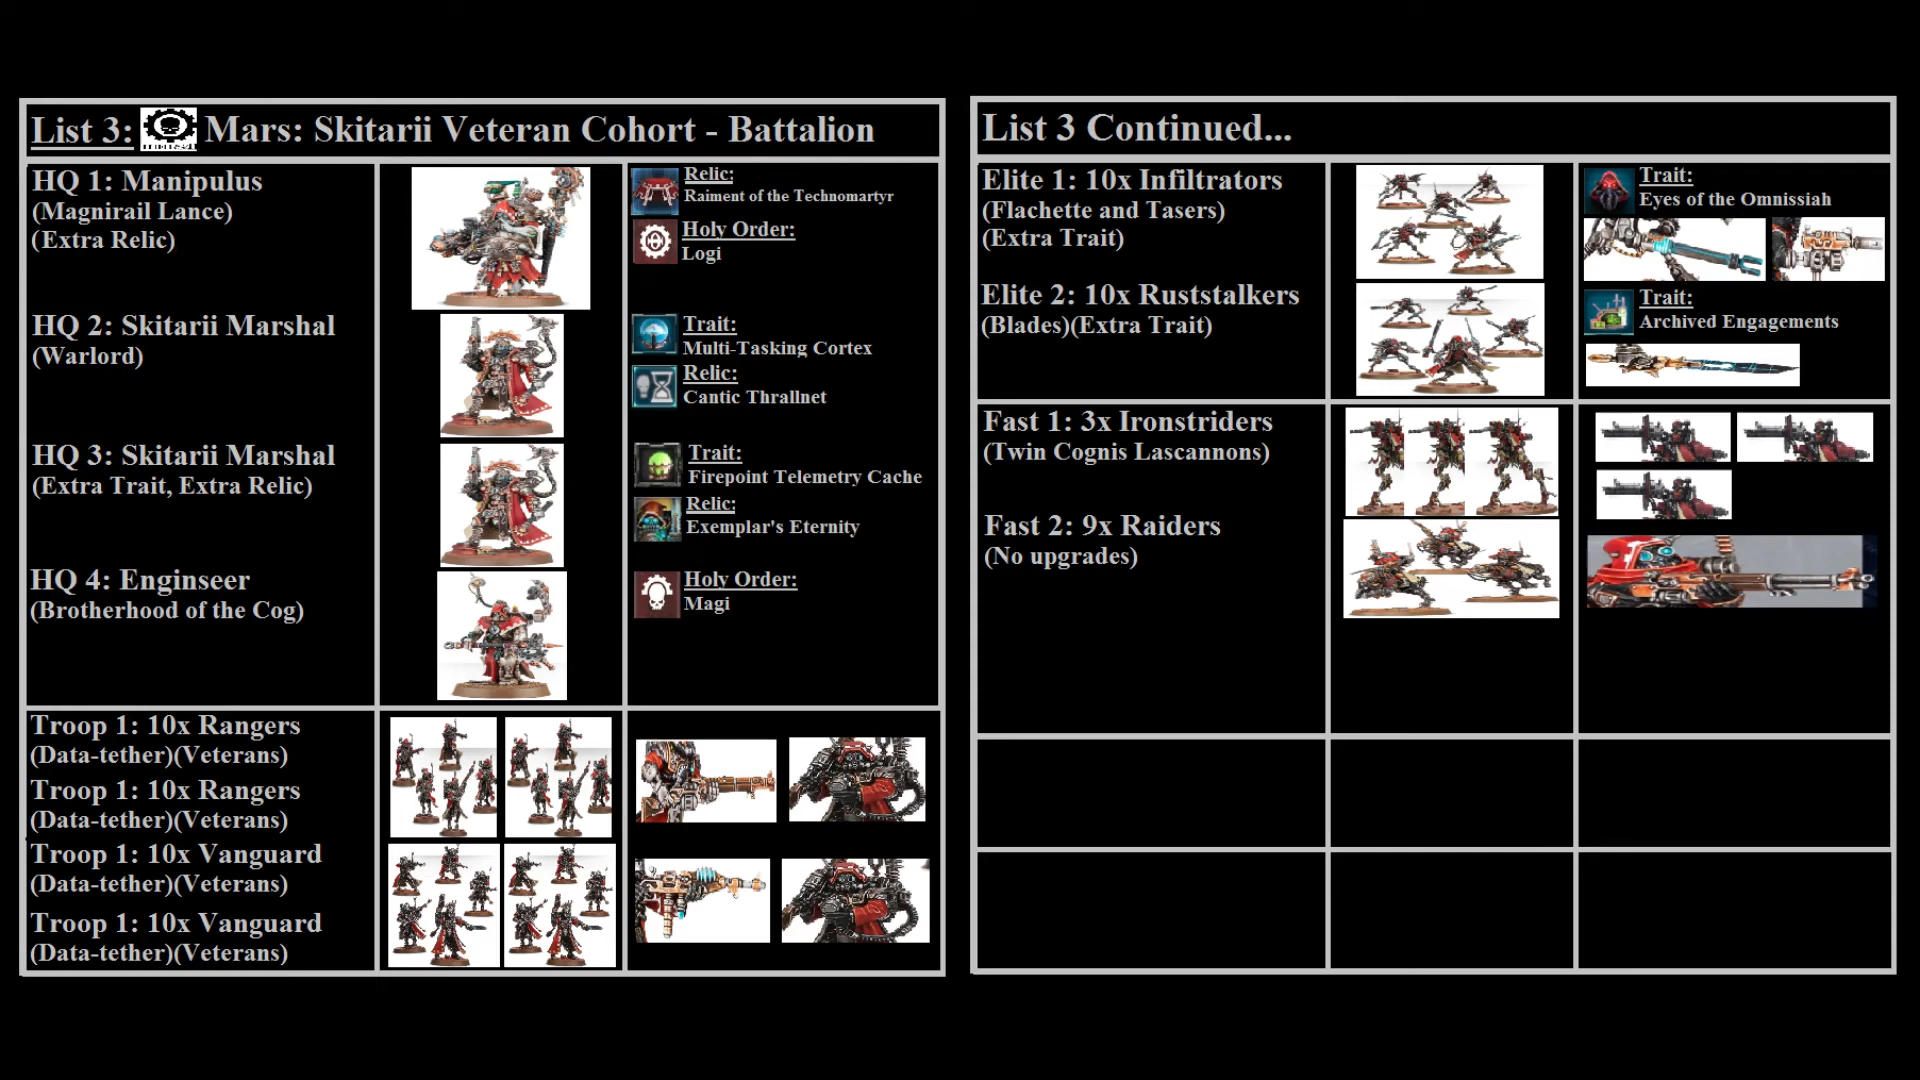 List 3: Mars: Skitarii Veteran Cohort - Battalion
HQ 1: Manipulus
(Magnirail Lance)
(Extra Relic)
Relic:
Raiment of the Technomartyr
Holy Order:
Logi
HQ 2: Skitarii Marshal
(Warlord)
Trait:
Multi-Tasking Cortex
Relic:
Cantic Thrallnet
HQ 3: Skitarii Marshal
(Extra Trait, Extra Relic)
Trait:
Firepoint Telemetry Cache
Relic:
Exemplar's Eternity
HQ 4: Enginseer
(Brotherhood of the Cog)
Holy Order:
Magi
Troop 1: 10x Rangers
(Data-tether)(Veterans)
Troop 1: 10x Rangers
(Data-tether)(Veterans)
Troop 1: 10x Vanguard
(Data-tether)(Veterans)
Troop 1: 10x Vanguard
(Data-tether)(Veterans)
List 3 Continued...
Elite 1: 10x Infiltrators
(Flachette and Tasers)
(Extra Trait)
Trait:
Eyes of the Omnissiah
Elite 2: 10x Ruststalkers
(Blades)(Extra Trait)
Trait:
Archived Engagements
Fast 1: 3x Ironstriders
(Twin Cognis Lascannons)
Fast 2: 9x Raiders
(No upgrades)